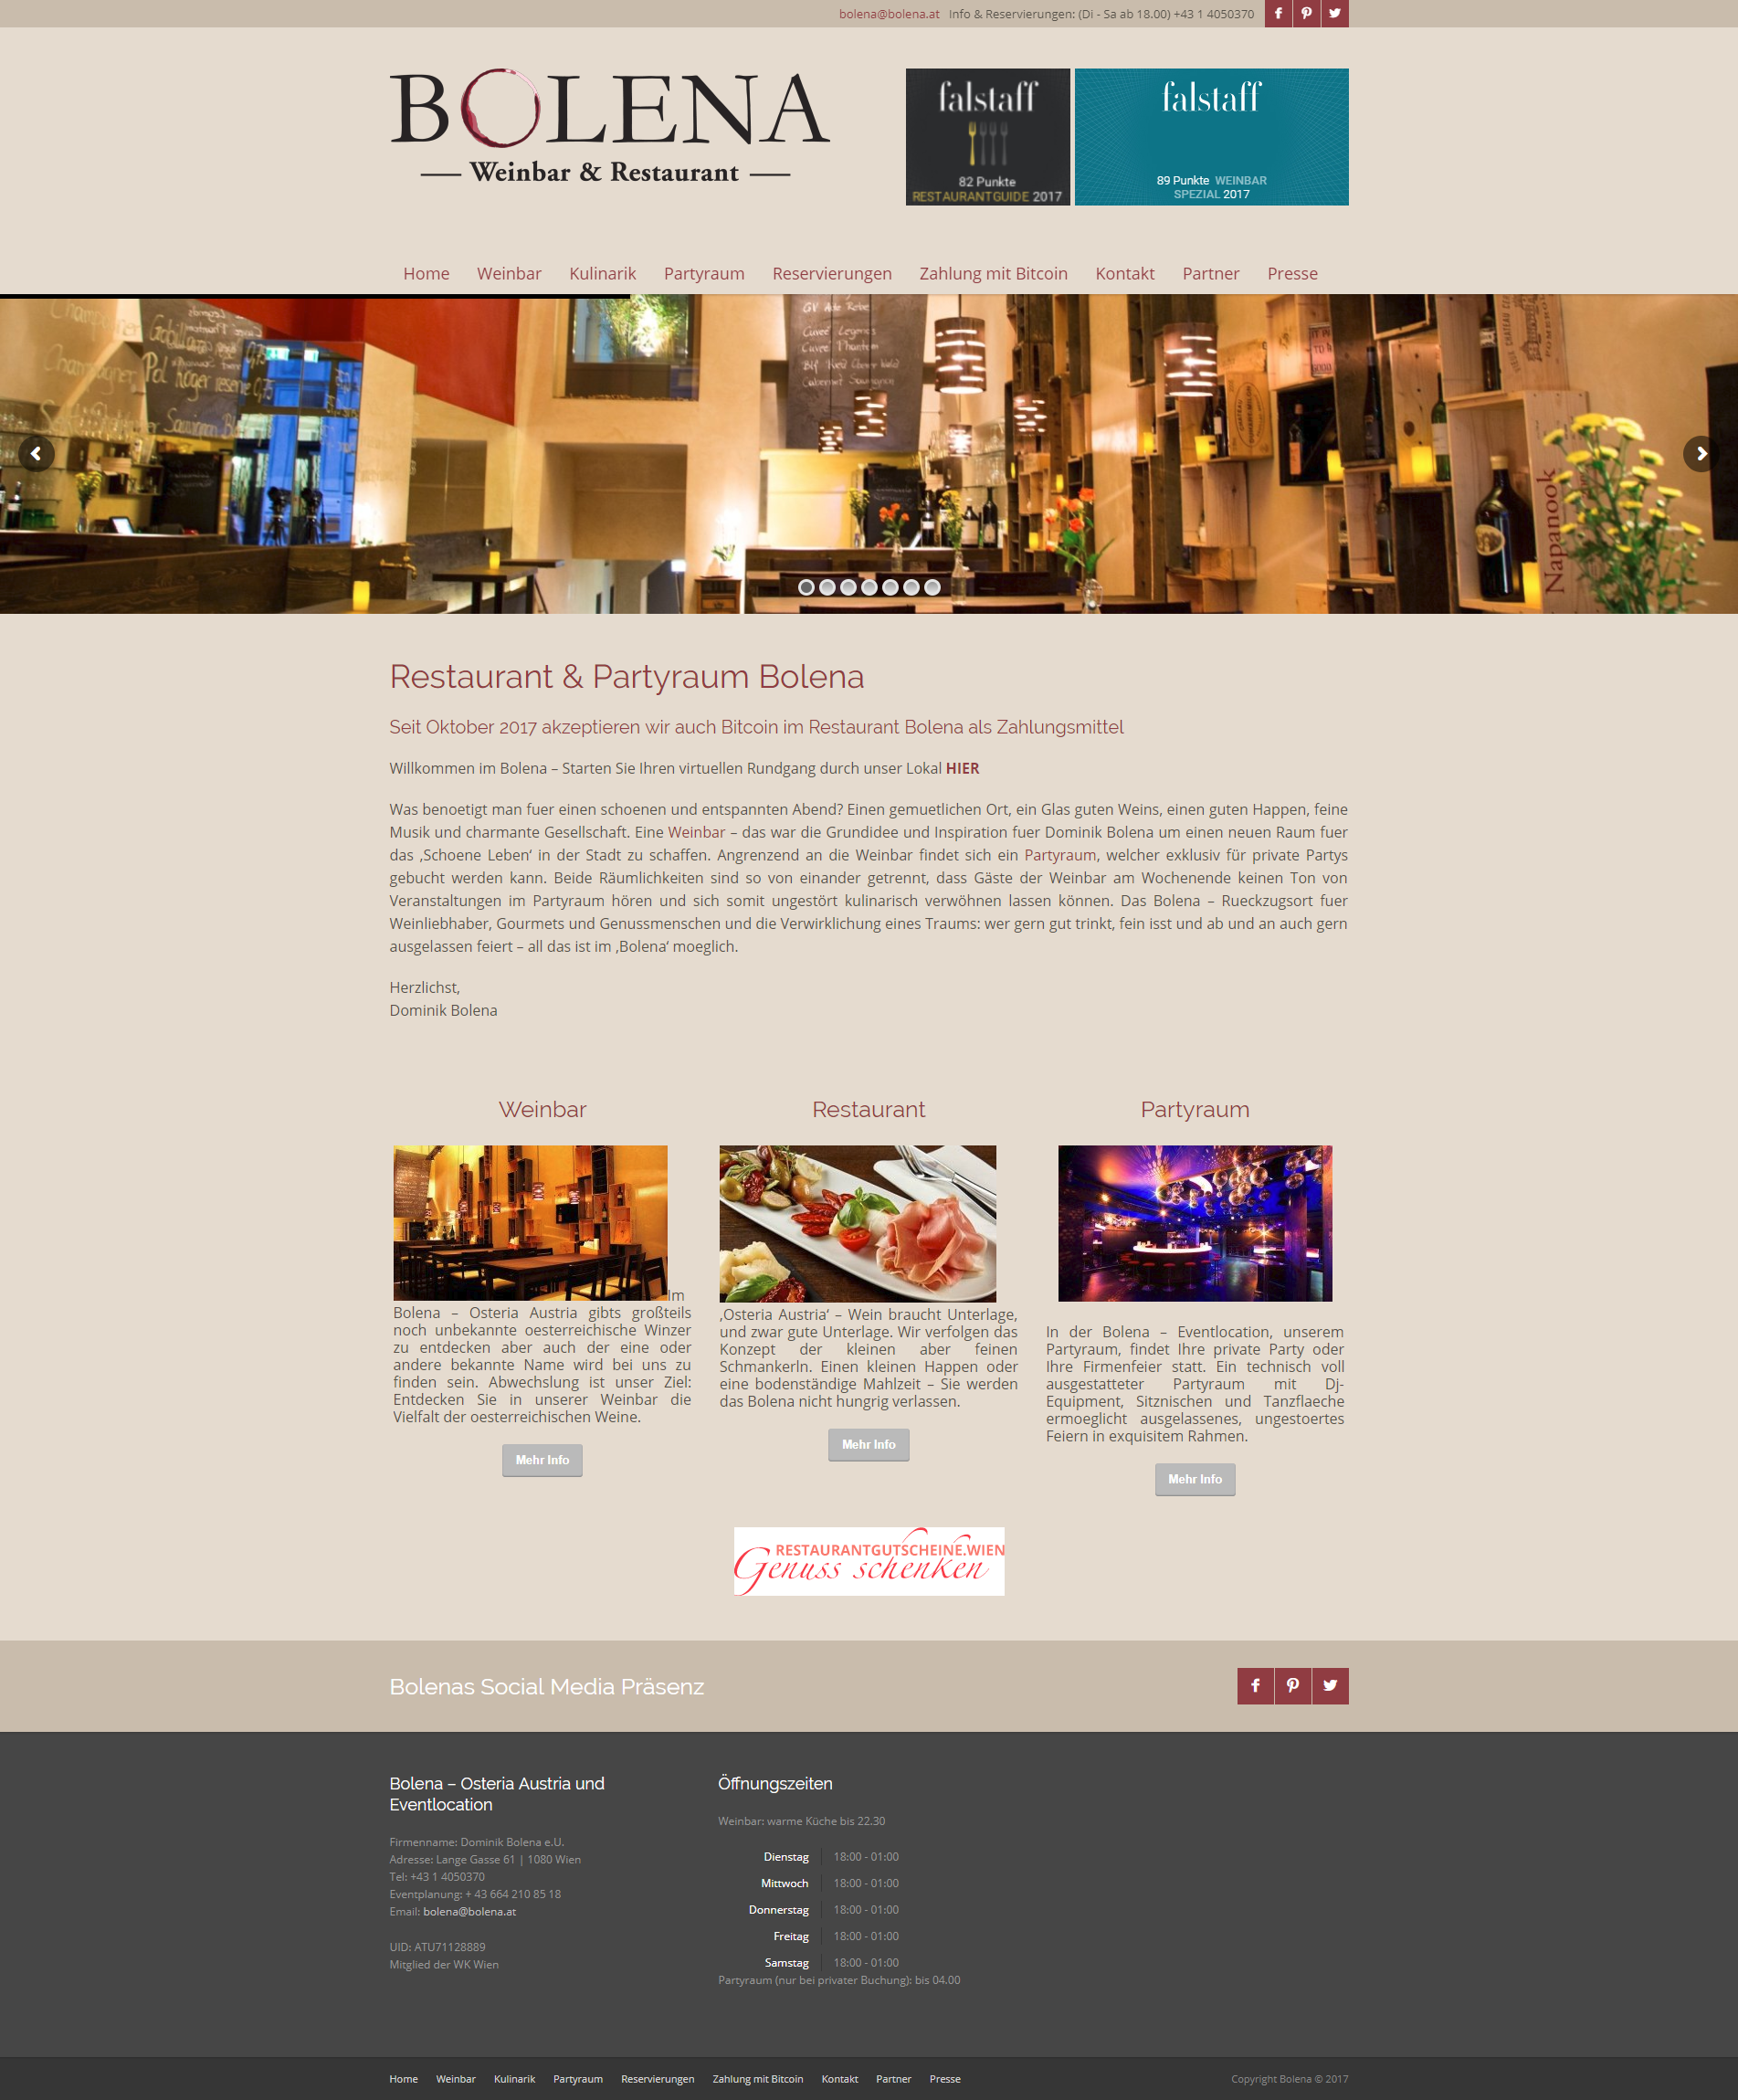 bolena@bolena.at Info & Reservierungen: (Di - Sa ab 18.00) +43 1 4050370
BOLENA
Weinbar & Restaurant
falstaff
82 Punkte
RESTAURANTGUIDE 2017
falstaff
89 Punkte WEINBAR
SPEZIAL 2017
Home Weinbar Kulinarik Partyraum Reservierungen Zahlung mit Bitcoin Kontakt Partner Presse
Napanook
Restaurant & Partyraum Bolena
Seit Oktober 2017 akzeptieren wir auch Bitcoin im Restaurant Bolena als Zahlungsmittel
Willkommen im Bolena – Starten Sie Ihren virtuellen Rundgang durch unser Lokal HIER
Was benoetigt man fuer einen schoenen und entspannten Abend? Einen gemuetlichen Ort, ein Glas guten Weins, einen guten Happen, feine
Musik und charmante Gesellschaft. Eine Weinbar – das war die Grundidee und Inspiration fuer Dominik Bolena um einen neuen Raum fuer
das ‚Schoene Leben‘ in der Stadt zu schaffen. Angrenzend an die Weinbar findet sich ein Partyraum, welcher exklusiv für private Partys
gebucht werden kann. Beide Räumlichkeiten sind so von einander getrennt, dass Gäste der Weinbar am Wochenende keinen Ton von
Veranstaltungen im Partyraum hören und sich somit ungestört kulinarisch verwöhnen lassen können. Das Bolena – Rueckzugsort fuer
Weinliebhaber, Gourmets und Genussmenschen und die Verwirklichung eines Traums: wer gern gut trinkt, fein isst und ab und an auch gern
ausgelassen feiert – all das ist im ‚Bolena‘ moeglich.
Herzlichst,
Dominik Bolena
Weinbar
Im
Bolena – Osteria Austria gibts großteils
noch unbekannte oesterreichische Winzer
zu entdecken aber auch der eine oder
andere bekannte Name wird bei uns zu
finden sein. Abwechslung ist unser Ziel:
Entdecken Sie in unserer Weinbar die
Vielfalt der oesterreichischen Weine.
Mehr Info
Restaurant
‚Osteria Austria‘ – Wein braucht Unterlage,
und zwar gute Unterlage. Wir verfolgen das
Konzept der kleinen aber feinen
Schmankerln. Einen kleinen Happen oder
eine bodenständige Mahlzeit – Sie werden
das Bolena nicht hungrig verlassen.
Mehr Info
Partyraum
In der Bolena – Eventlocation, unserem
Partyraum, findet Ihre private Party oder
Ihre Firmenfeier statt. Ein technisch voll
ausgestatteter Partyraum mit Dj-
Equipment, Sitznischen und Tanzflaeche
ermoeglicht ausgelassenes, ungestoertes
Feiern in exquisitem Rahmen.
Mehr Info
RESTAURANTGUTSCHEINE.WIEN
Genuss schenken
Bolenas Social Media Präsenz
Bolena – Osteria Austria und
Eventlocation
Firmenname: Dominik Bolena e.U.
Adresse: Lange Gasse 61 | 1080 Wien
Tel: +43 1 4050370
Eventplanung: + 43 664 210 85 18
Email: bolena@bolena.at
UID: ATU71128889
Mitglied der WK Wien
Öffnungszeiten
Weinbar: warme Küche bis 22.30
Dienstag 18:00 - 01:00
Mittwoch 18:00 - 01:00
Donnerstag 18:00 - 01:00
Freitag 18:00 - 01:00
Samstag 18:00 - 01:00
Partyraum (nur bei privater Buchung): bis 04.00
Home Weinbar Kulinarik Partyraum Reservierungen Zahlung mit Bitcoin Kontakt Partner Presse
Copyright Bolena © 2017